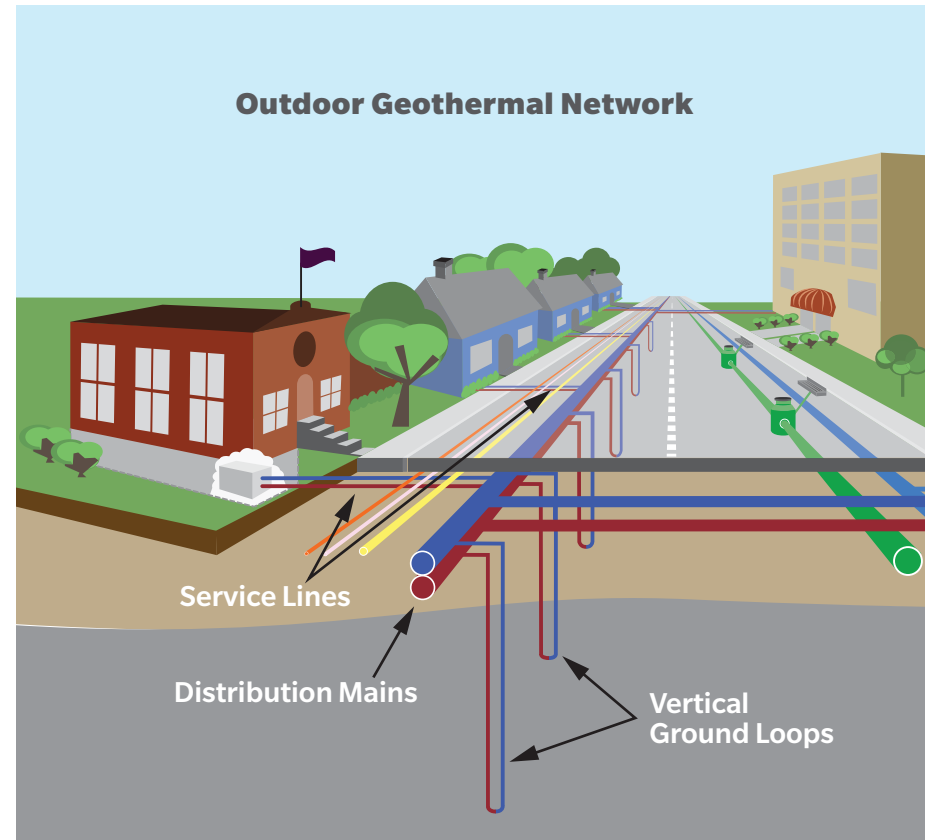 Outdoor Geothermal Network
Service Lines
Distribution Mains
Vertical
Ground Loops